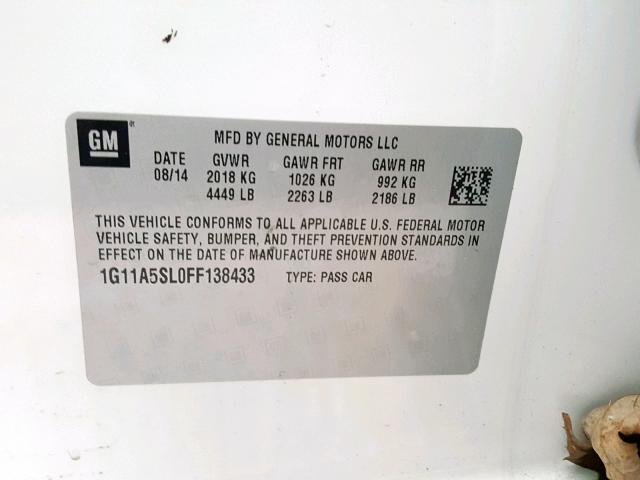 GM
MFD BY GENERAL MOTORS LLC
DATE GVWR GAWR FRT GAWR RR
08/14 2018 KG 1026 KG 992 KG
4449 LB 2263 LB 2186 LB
THIS VEHICLE CONFORMS TO ALL APPLICABLE U.S. FEDERAL MOTOR
VEHICLE SAFETY, BUMPER, AND THEFT PREVENTION STANDARDS IN
EFFECT ON THE DATE OF MANUFACTURE SHOWN ABOVE.
1G11A5SL0FF138433 TYPE: PASS CAR